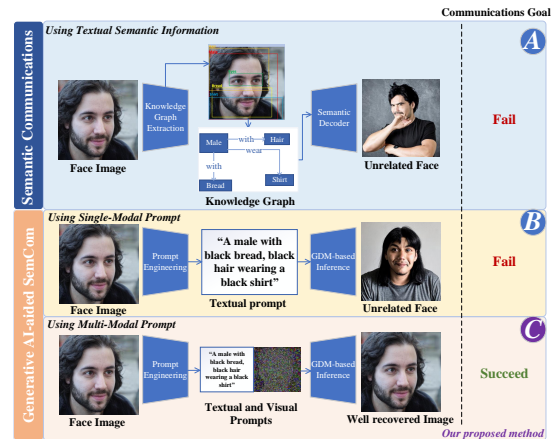 Communications Goal
Semantic Communications
Using Textual Semantic Information
A
Knowledge
Graph
Extraction
Semantic
Decoder
Male
with
Hair
wear
with
Bread
Shirt
Fail
Face Image
Knowledge Graph
Unrelated Face
Generative AI-aided SemCom
Using Single-Modal Prompt
B
Prompt
Engineering
“A male with
black bread, black
hair wearing a
black shirt”
GDM-based
Inference
Fail
Face Image
Textual prompt
Unrelated Face
Using Multi-Modal Prompt
C
Prompt
Engineering
“A male with
black bread,
black hair
wearing a black
shirt”
GDM-based
Inference
Succeed
Face Image
Textual and Visual
Prompts
Well recovered Image
Our proposed method